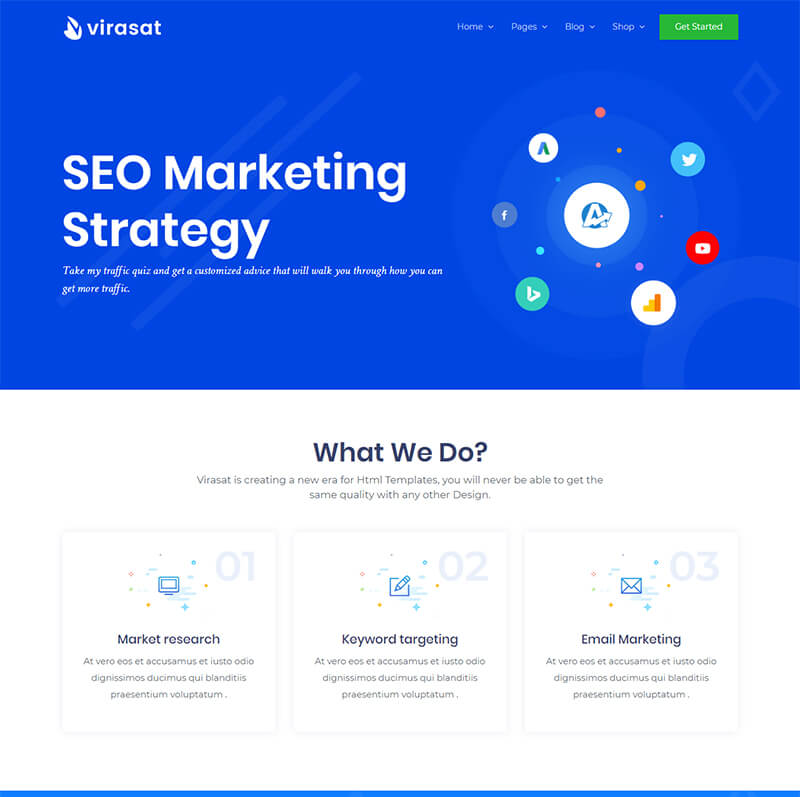 virasat
Home Pages Blog Shop Get Started
SEO Marketing
Strategy
Take my traffic quiz and get a customized advice that will walk you through how you can
get more traffic.
f
What We Do?
Virasat is creating a new era for Html Templates, you will never be able to get the
same quality with any other Design.
01
Market research
At vero eos et accusamus et iusto odio
dignissimos ducimus qui blanditiis
praesentium voluptatum .
02
Keyword targeting
At vero eos et accusamus et iusto odio
dignissimos ducimus qui blanditiis
praesentium voluptatum .
03
Email Marketing
At vero eos et accusamus et iusto odio
dignissimos ducimus qui blanditiis
praesentium voluptatum .